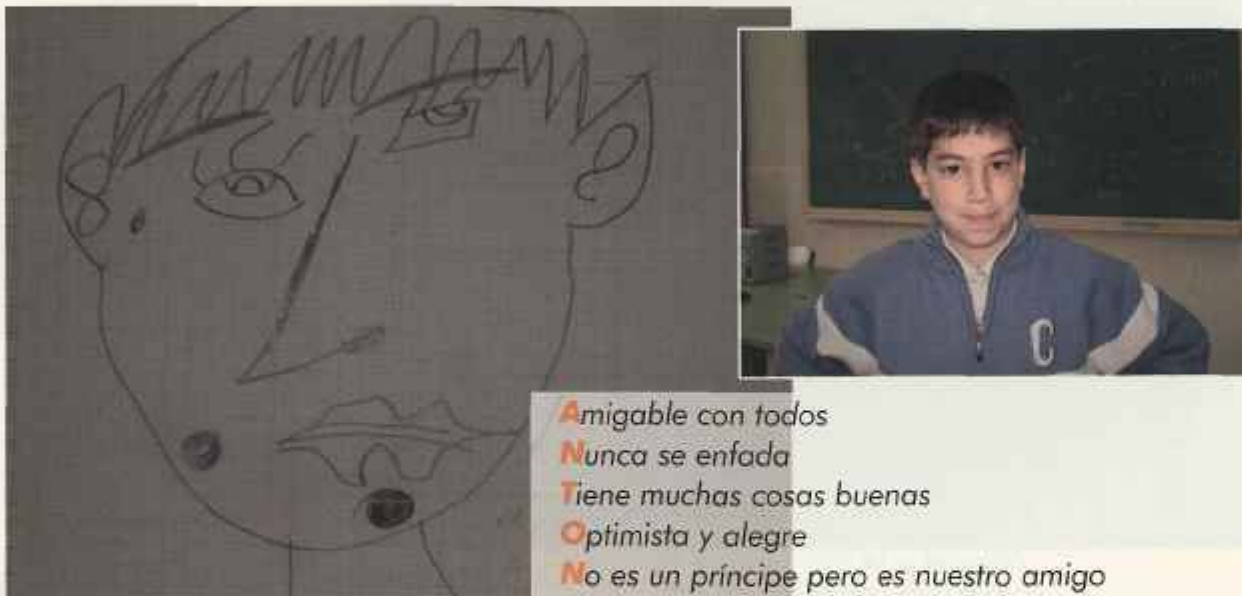 Amigable con todos
Nunca se enfada
Tiene muchas cosas buenas
Optimista y alegre
No es un príncipe pero es nuestro amigo